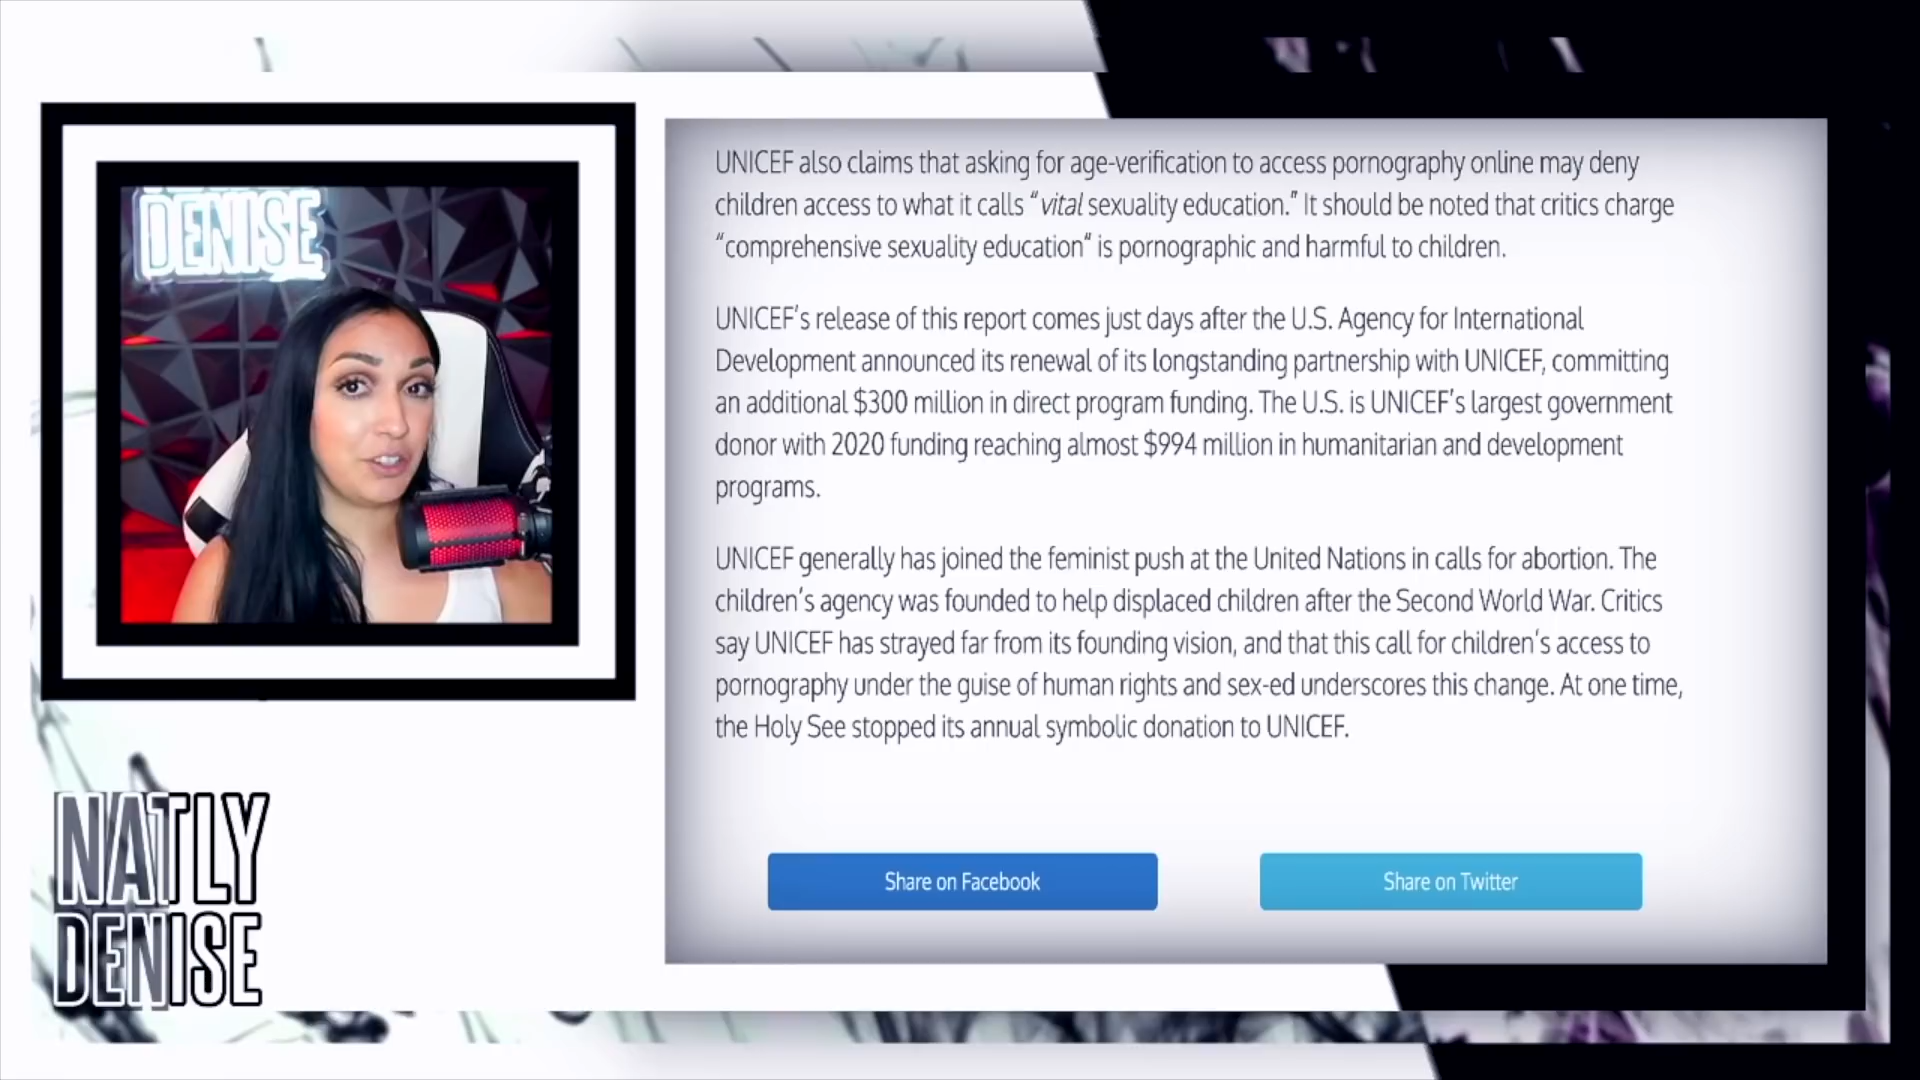 DENISE
UNICEF also claims that asking for age-verification to access pornography online may deny
children access to what it calls “vital sexuality education.” It should be noted that critics charge
“comprehensive sexuality education“ is pornographic and harmful to children.
UNICEF’s release of this report comes just days after the U.S. Agency for International
Development announced its renewal of its longstanding partnership with UNICEF, committing
an additional $300 million in direct program funding. The U.S. is UNICEF’s largest government
donor with 2020 funding reaching almost $994 million in humanitarian and development
programs.
UNICEF generally has joined the feminist push at the United Nations in calls for abortion. The
children’s agency was founded to help displaced children after the Second World War. Critics
say UNICEF has strayed far from its founding vision, and that this call for children’s access to
pornography under the guise of human rights and sex-ed underscores this change. At one time,
the Holy See stopped its annual symbolic donation to UNICEF.
Share on Facebook
Share on Twitter
NATLY
DENISE